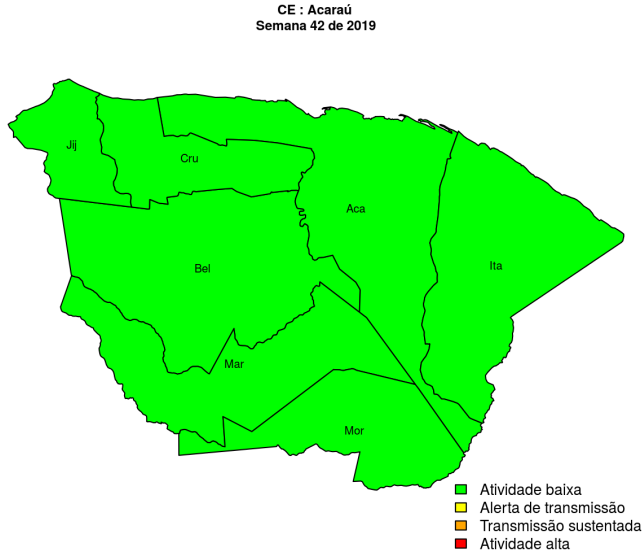 CE : Acaraú
Semana 42 de 2019
Jij
Cru
Aca
Bel
Ita
Mar
Mor
Atividade baixa
Alerta de transmissão
Transmissão sustentada
Atividade alta